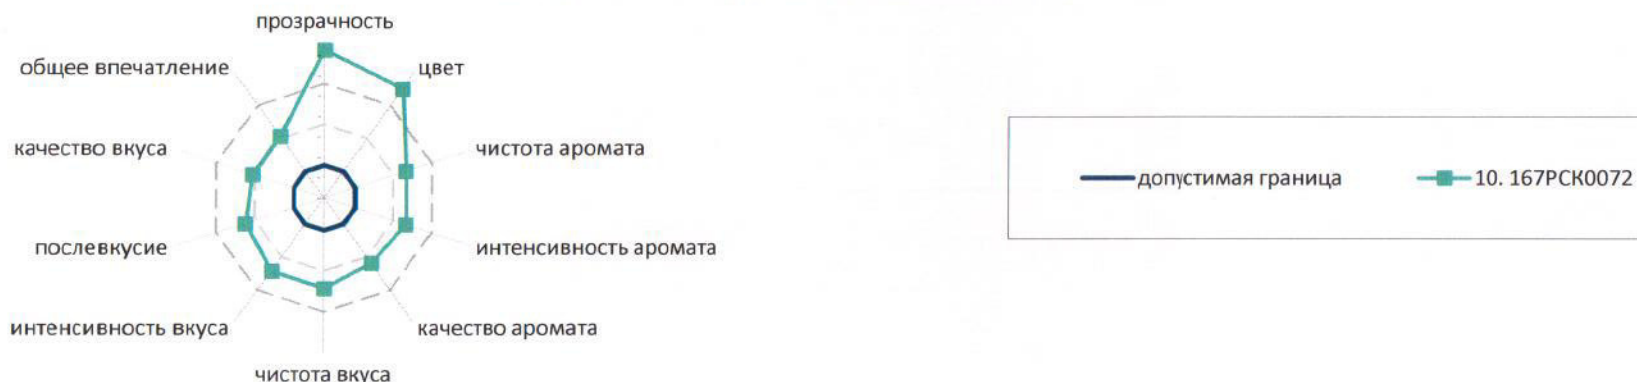 прозрачность
общее впечатление
цвет
качество вкуса
чистота аромата
послевкусие
интенсивность аромата
интенсивность вкуса
качество аромата
чистота вкуса
допустимая граница
10. 167РСК0072